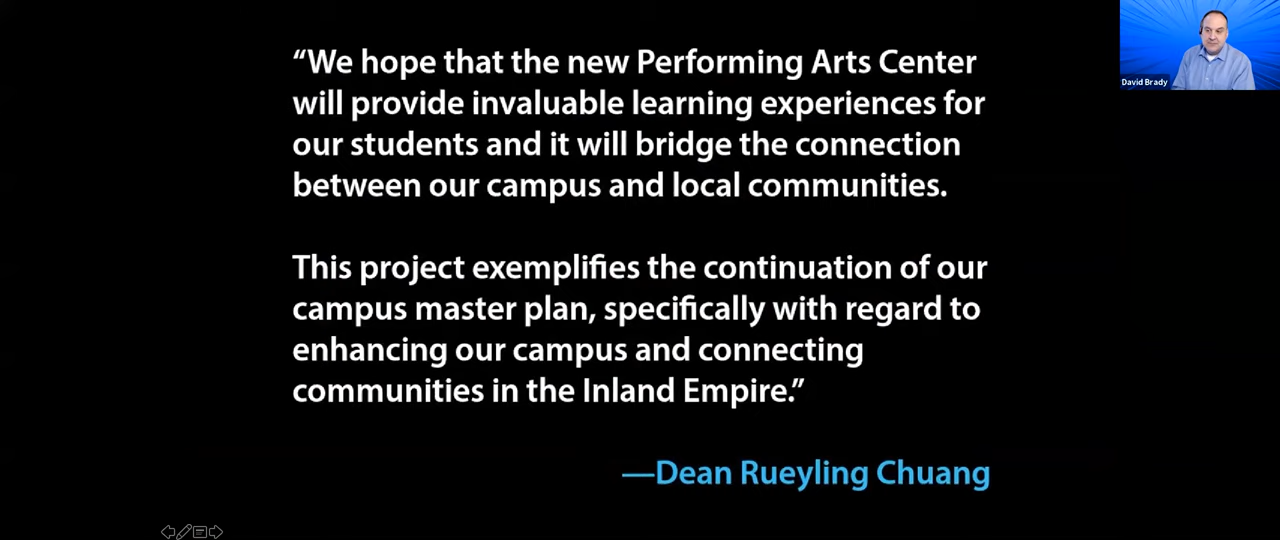 “We hope that the new Performing Arts Center
will provide invaluable learning experiences for
our students and it will bridge the connection
between our campus and local communities.
This project exemplifies the continuation of our
campus master plan, specifically with regard to
enhancing our campus and connecting
communities in the Inland Empire.”
—Dean Rueyling Chuang
David Brady